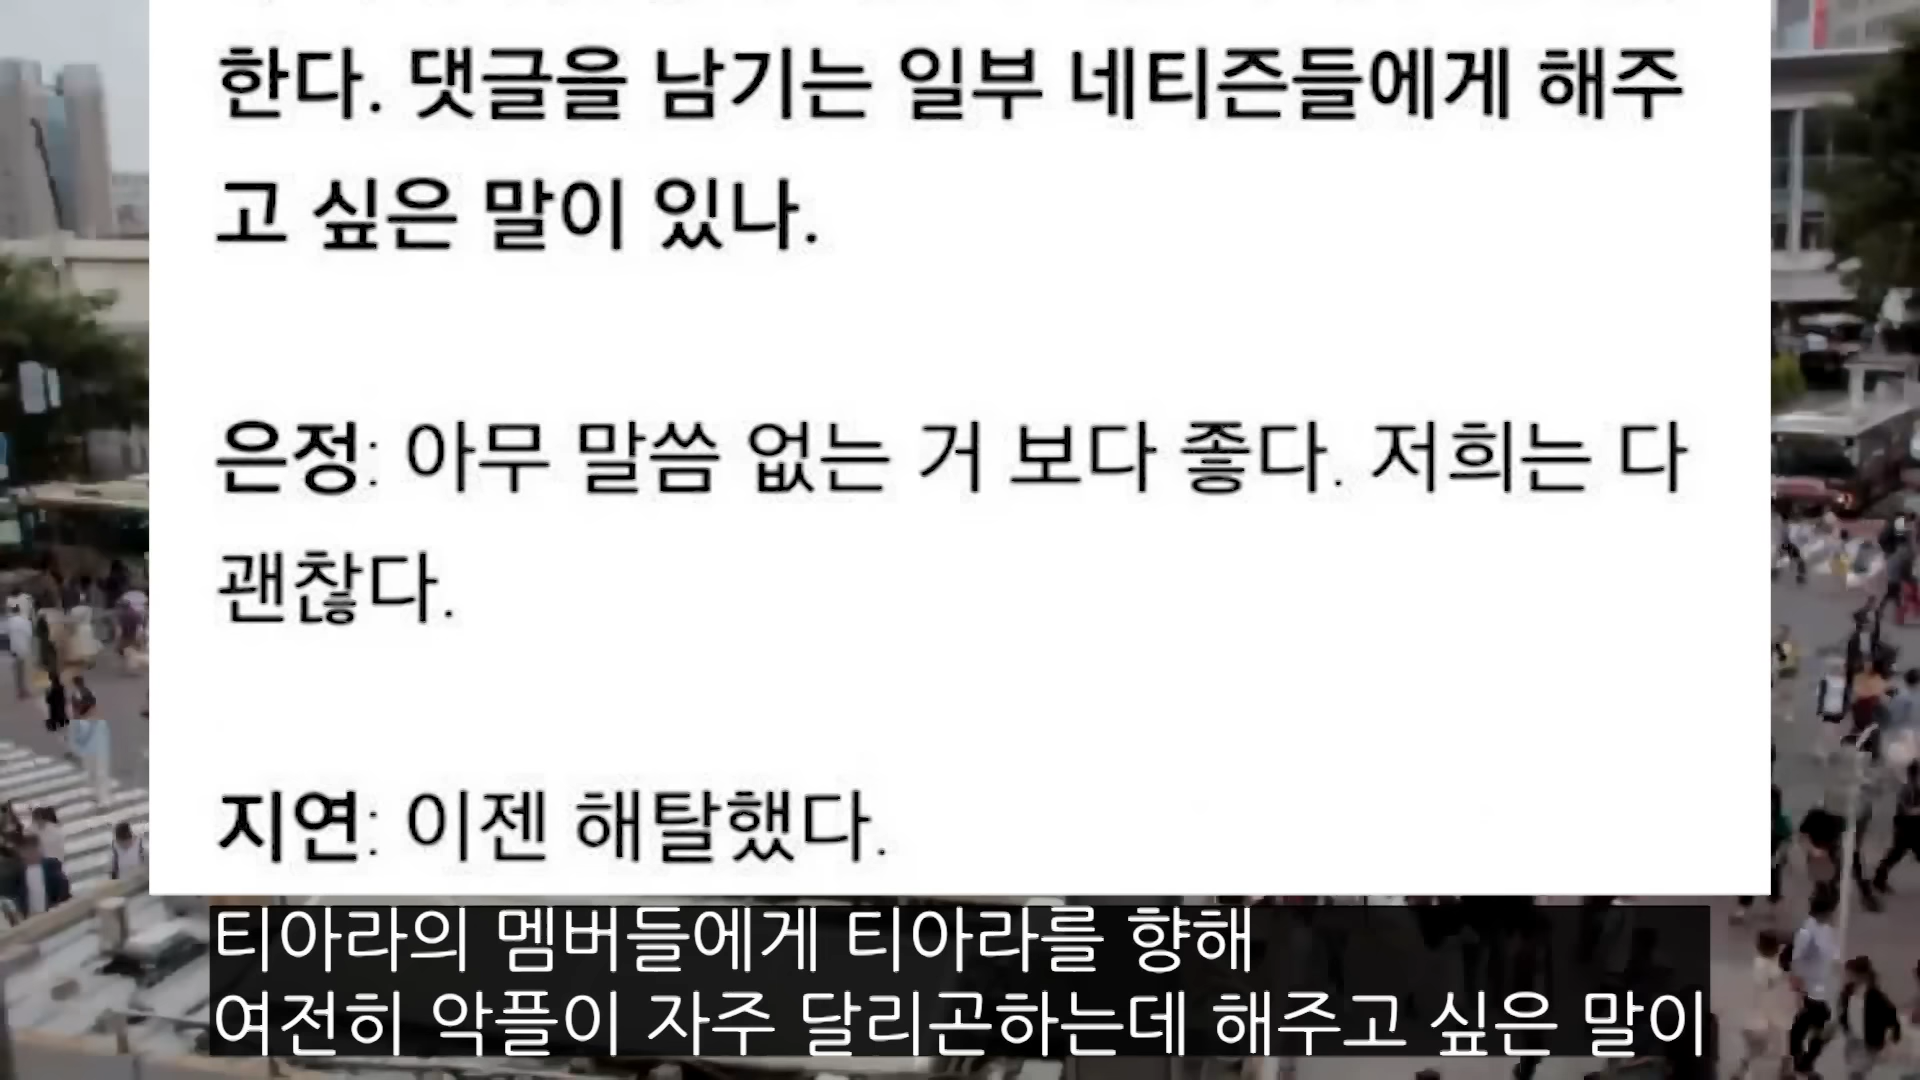 한다. 댓글을 남기는 일부 네티즌들에게 해주
고 싶은 말이 있나.
은정: 아무 말씀 없는 거 보다 좋다. 저희는 다
괜찮다.
지연: 이젠 해탈했다.
티아라의 멤버들에게 티아라를 향해
여전히 악플이 자주 달리곤하는데 해주고 싶은 말이